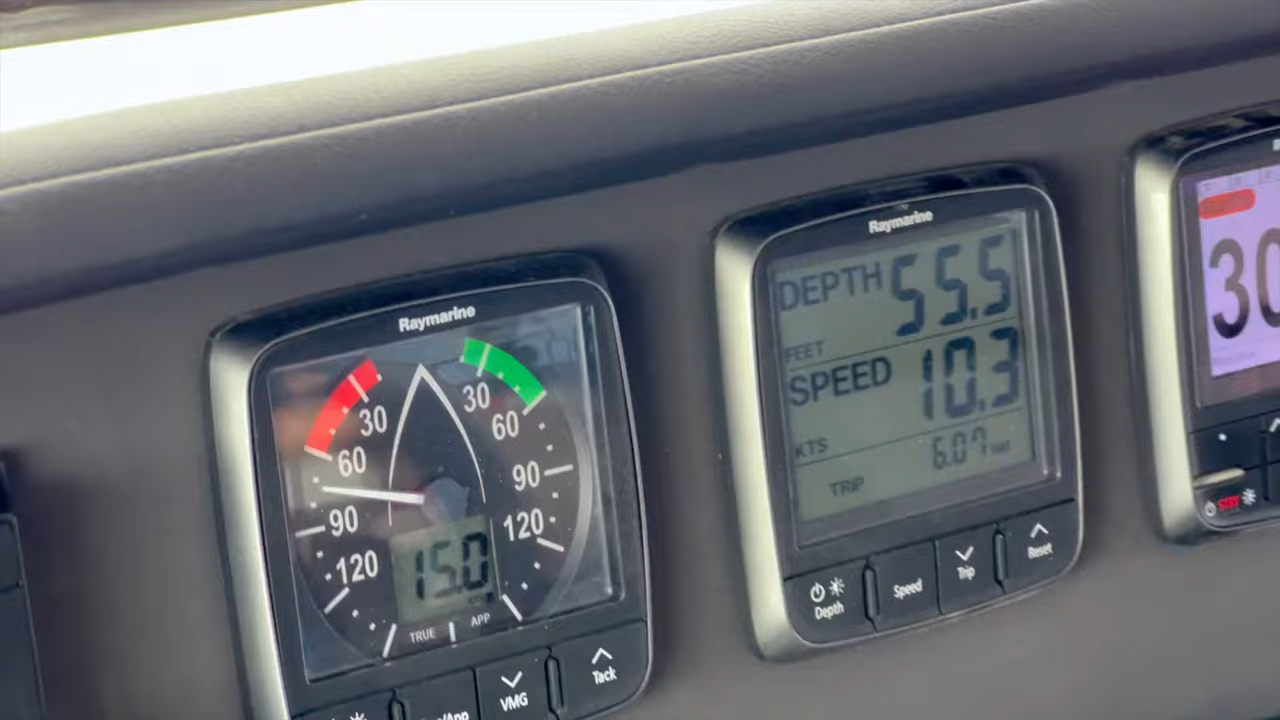 Raymarine
30
30
60
60
90
90
120
120
15.0
TRUE
APP
VMG
Tack
Raymarine
DEPTH 55.5
FEET
SPEED 10.3
KTS
6.07
TRIP
Depth
Speed
Trip
Reset
30